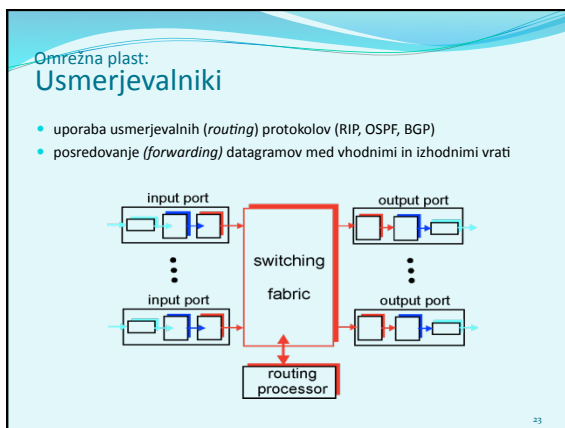 Omrežna plast:
Usmerjevalniki
uporaba usmerjevalnih (routing) protokolov (RIP, OSPF, BGP)
posredovanje (forwarding) datagramov med vhodnimi in izhodnimi vrati
input port
output port
switching
fabric
input port
output port
routing
processor
23